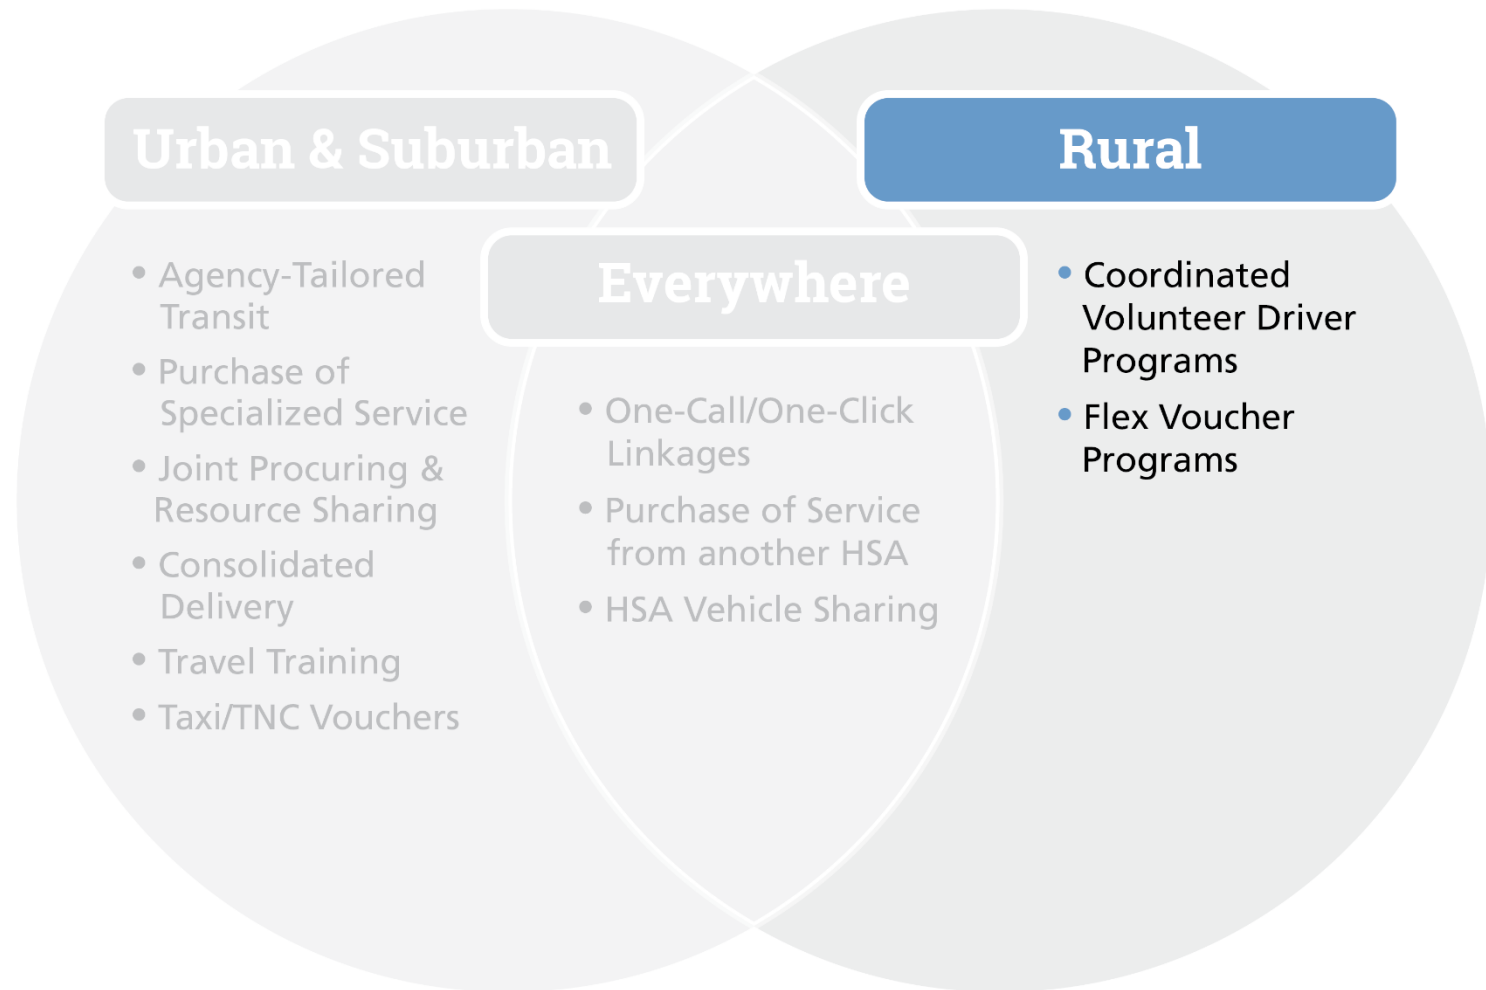 Urban & Suburban
• Agency-Tailored
Transit
• Purchase of
Specialized Service
• Joint Procuring &
Resource Sharing
• Consolidated
Delivery
• Travel Training
• Taxi/TNC Vouchers
Everywhere
• One-Call/One-Click
Linkages
• Purchase of Service
from another HSA
• HSA Vehicle Sharing
Rural
• Coordinated
Volunteer Driver
Programs
• Flex Voucher
Programs